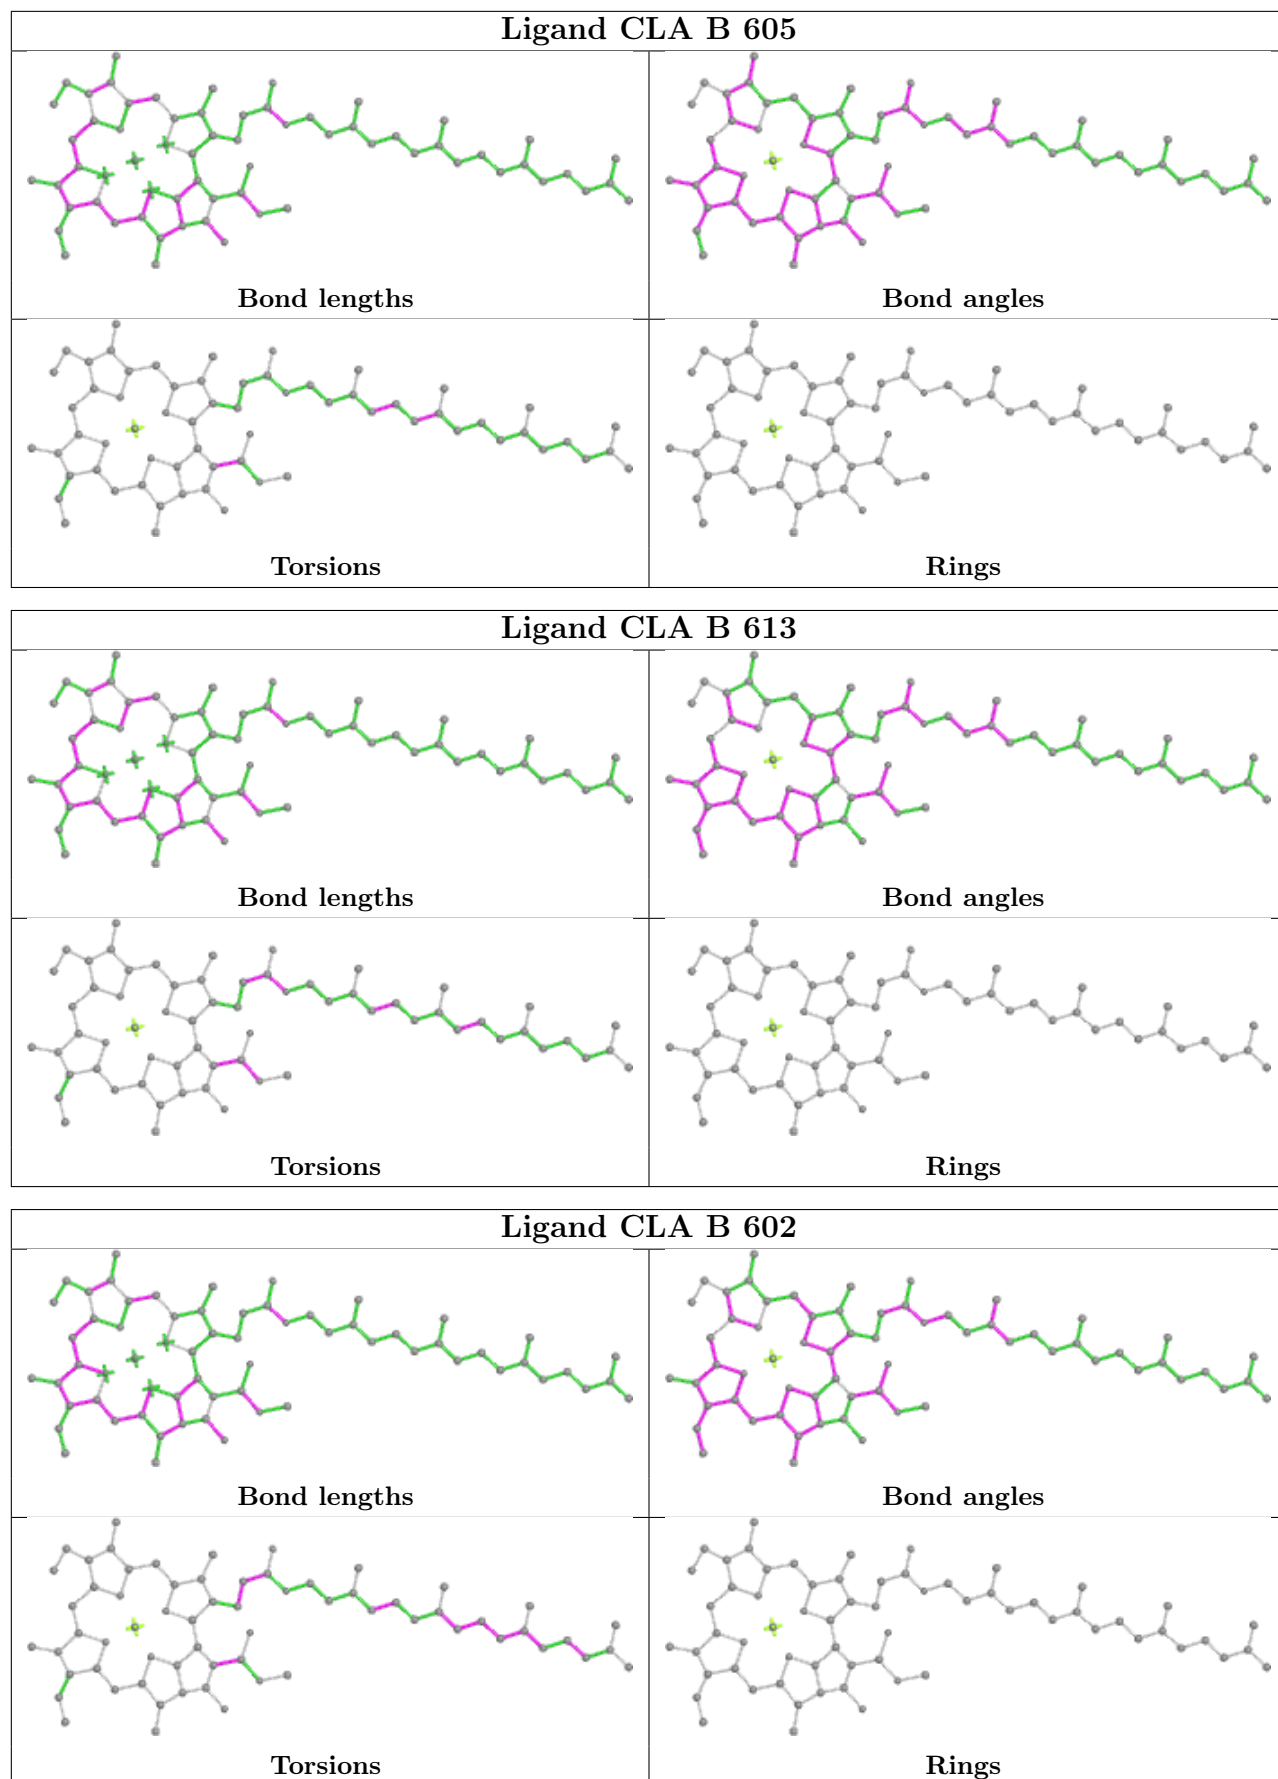 Ligand CLA B 605
Bond lengths
Bond angles
Torsions
Rings
Ligand CLA B 613
Bond lengths
Bond angles
Torsions
Rings
Ligand CLA B 602
Bond lengths
Bond angles
Torsions
Rings